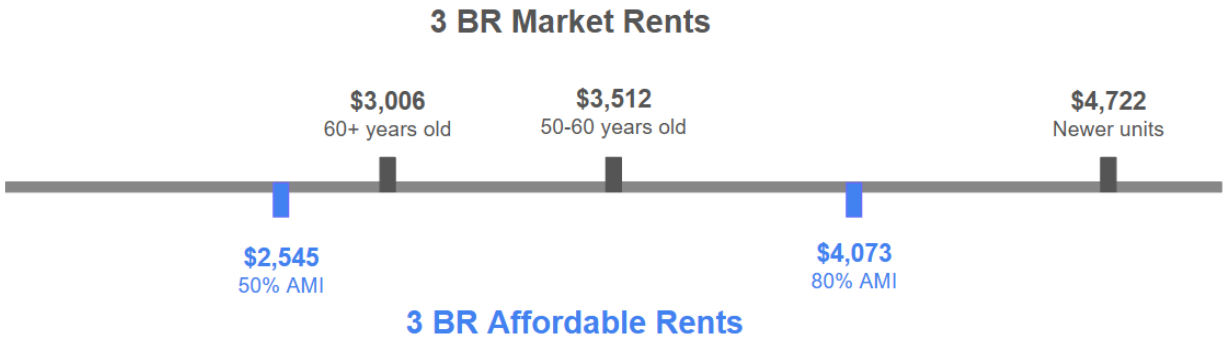 3 BR Market Rents
$3,006
60+ years old
$3,512
50-60 years old
$4,722
Newer units
$2,545
50% AMI
$4,073
80% AMI
3 BR Affordable Rents